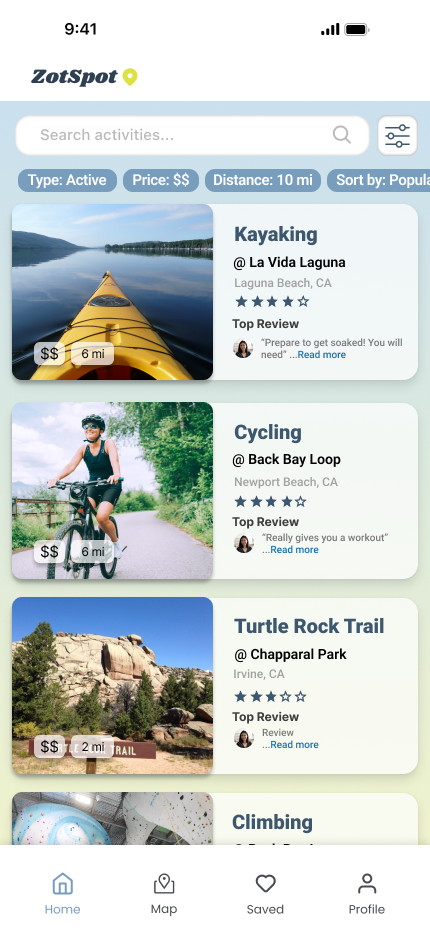 9:41
ZotSpot
Search activities...
Type: Active
Price: $$
Distance: 10 mi
Sort by:
Kayaking
@ La Vida Laguna
Laguna Beach, CA
Top Review
"Prepare to get soaked! You will
need" ...Read more
$$
6 mi
Cycling
@ Back Bay Loop
Newport Beach, CA
Top Review
"Really gives you a workout"
...Read more
$$
6 mi
Turtle Rock Trail
@ Chapparal Park
Irvine, CA
Top Review
Review
...Read more
$$
2 mi
TRAIL
Climbing
Home
Map
Saved
Profile